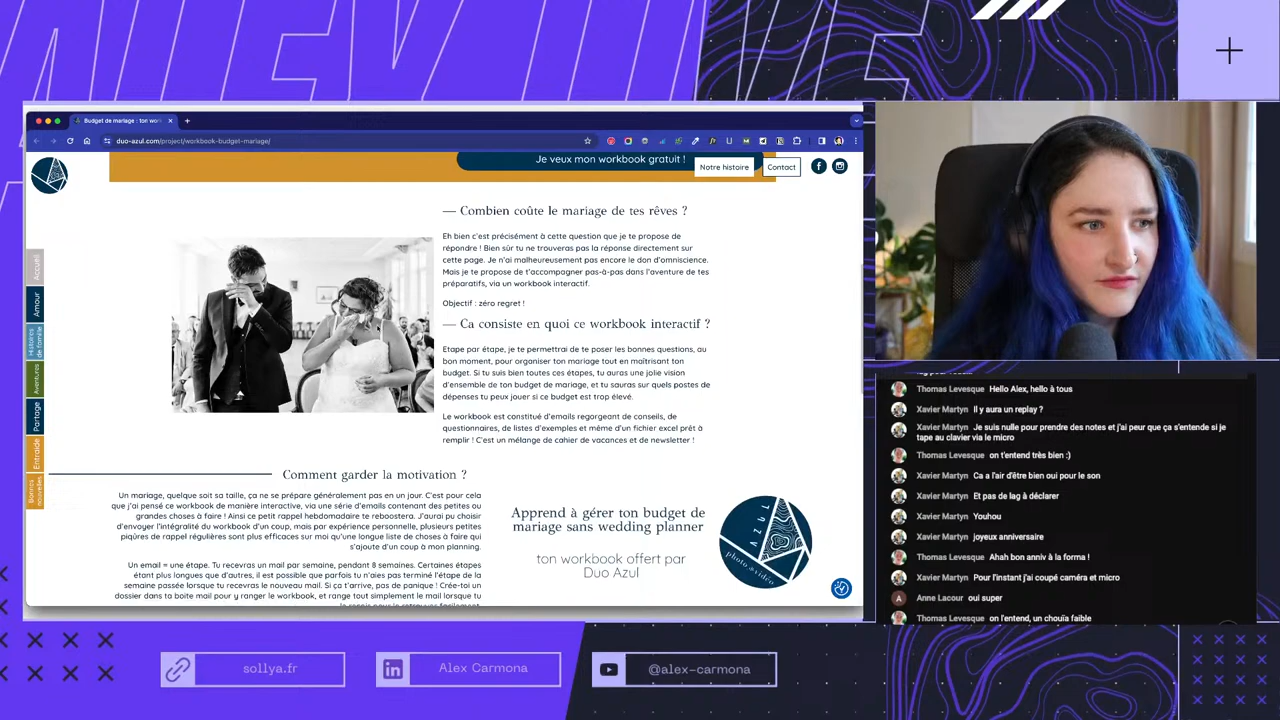 ALEX LIVE
Budget de mariage : ton wor
duo-azul.com/project/workbook-budget-mariage/
Je veux mon workbook gratuit !
Notre histoire
Contact
Accueil
Amour
Histoires
de famille
Aventures
Partage
Entraide
Bonnes
nouvelles
— Combien coûte le mariage de tes rêves ?
Eh bien c'est précisément à cette question que je te propose de
répondre ! Bien sûr tu ne trouveras pas la réponse directement sur
cette page. Je n'ai malheureusement pas encore le don d'omniscience.
Mais je te propose de t'accompagner pas-à-pas dans l'aventure de tes
préparatifs, via un workbook interactif.
Objectif : zéro regret !
— Ca consiste en quoi ce workbook interactif ?
Etape par étape, je te permettrai de te poser les bonnes questions, au
bon moment, pour organiser ton mariage tout en maîtrisant ton
budget. Si tu suis bien toutes ces étapes, tu auras une jolie vision
d'ensemble de ton budget de mariage, et tu sauras sur quels postes de
dépenses tu peux jouer si ce budget est trop élevé.
Le workbook est constitué d'emails regorgeant de conseils, de
questionnaires, de listes d'exemples et même d'un fichier excel prêt à
remplir ! C'est un mélange de cahier de vacances et de newsletter !
Comment garder la motivation ?
Un mariage, quelque soit sa taille, ça ne se prépare généralement pas en un jour. C'est pour cela
que j'ai pensé ce workbook de manière interactive, via une série d'emails contenant des petites ou
grandes choses à faire ! Ainsi ce petit rappel hebdomadaire te reboostera. J'aurai pu choisir
d'envoyer l'intégralité du workbook d'un coup, mais par expérience personnelle, plusieurs petites
piqûres de rappel régulières sont plus efficaces sur moi qu'une longue liste de choses à faire qui
s'ajoute d'un coup à mon planning.
Un email = une étape. Tu recevras un mail par semaine, pendant 8 semaines. Certaines étapes
étant plus longues que d'autres, il est possible que parfois tu n'aies pas terminé l'étape de la
semaine passée lorsque tu recevras le nouveau mail. Si ça t'arrive, pas de panique ! Crée-toi un
dossier dans ta boite mail pour y ranger le workbook, et range tout simplement le mail lorsque tu
Apprend à gérer ton budget de
mariage sans wedding planner
ton workbook offert par
Duo Azul
AZUL
photo & vidéo
Thomas Levesque Hello Alex, hello à tous
Xavier Martyn Il y aura un replay ?
Xavier Martyn Je suis nulle pour prendre des notes et j'ai peur que ça s'entende si je
tape au clavier via le micro
Thomas Levesque on t'entend très bien :)
Xavier Martyn Ca a l'air d'être bien oui pour le son
Xavier Martyn Et pas de lag à déclarer
Xavier Martyn Youhou
Xavier Martyn joyeux anniversaire
Thomas Levesque Ahah bon anniv à la forma !
Xavier Martyn Pour l'instant j'ai coupé caméra et micro
A Anne Lacour oui super
Thomas Levesque on l'entend, un chouïa faible
sollya.fr
in Alex Carmona
@alex-carmona